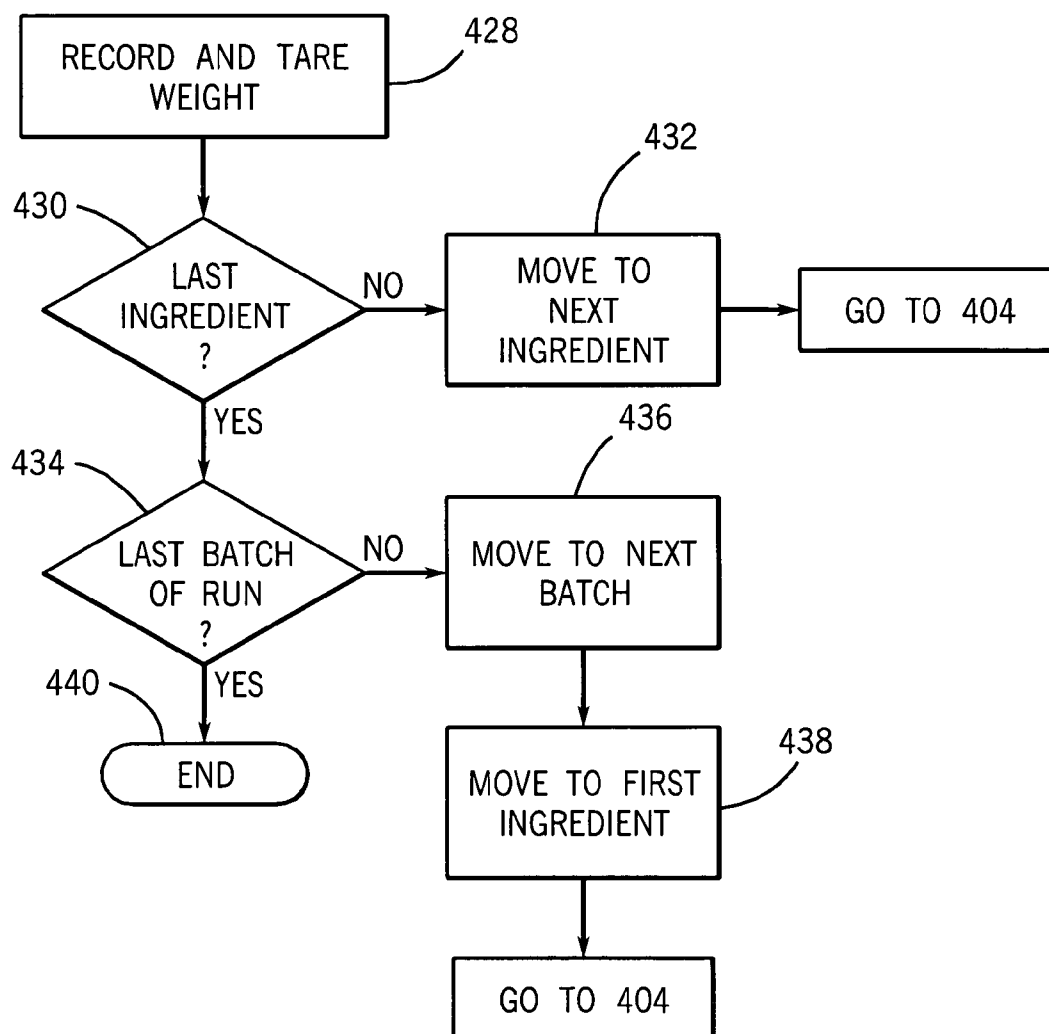 RECORD AND TARE
WEIGHT
428
430
LAST
INGREDIENT
?
NO
432
MOVE TO
NEXT
INGREDIENT
GO TO 404
YES
434
LAST BATCH
OF RUN
?
NO
436
MOVE TO NEXT
BATCH
YES
440
END
438
MOVE TO FIRST
INGREDIENT
GO TO 404